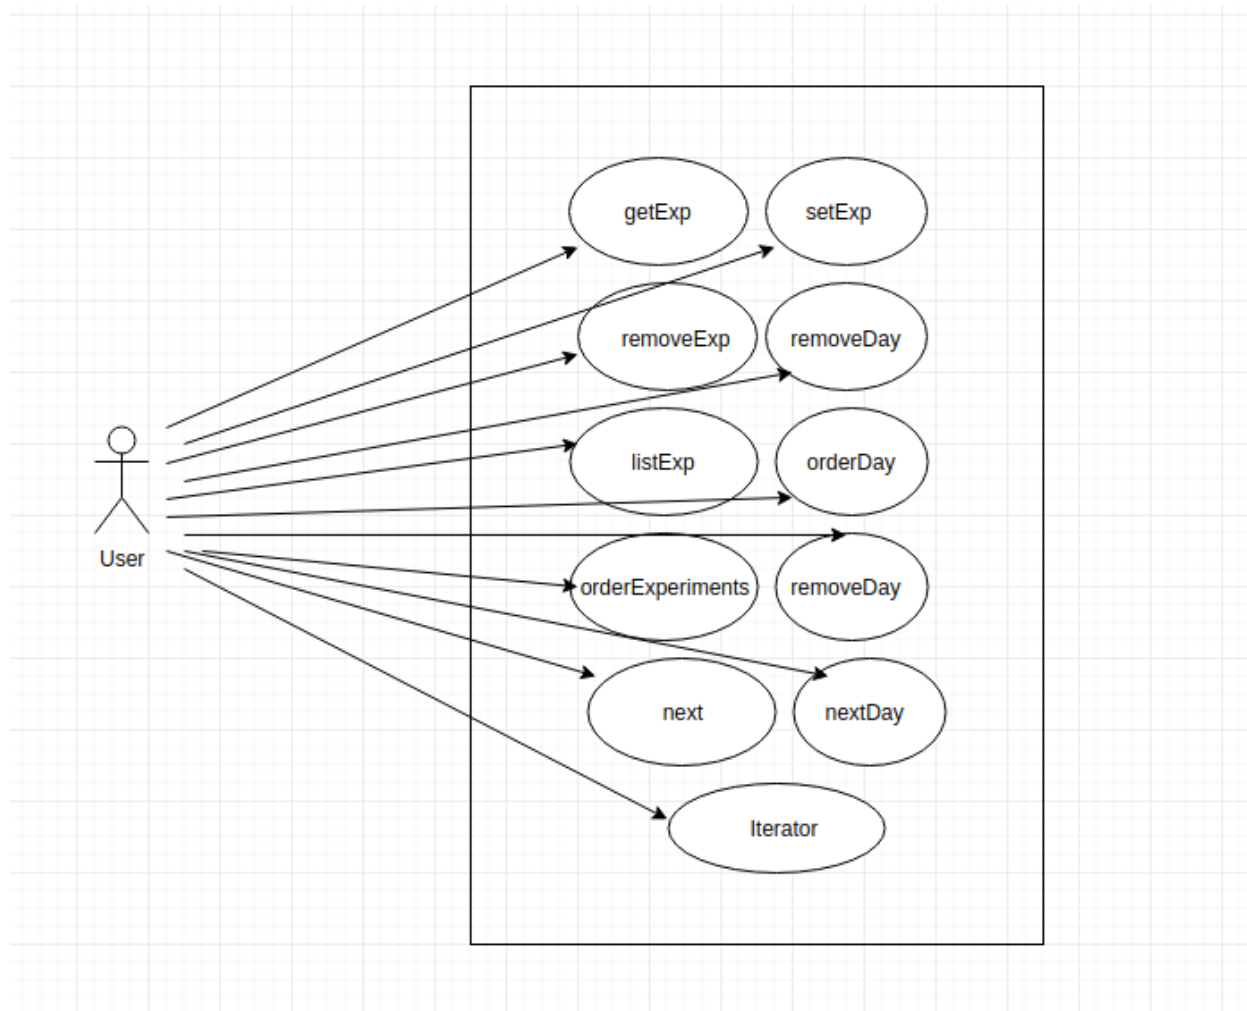 getExp
setExp
removeExp
removeDay
listExp
orderDay
User
orderExperiments
removeDay
next
nextDay
Iterator